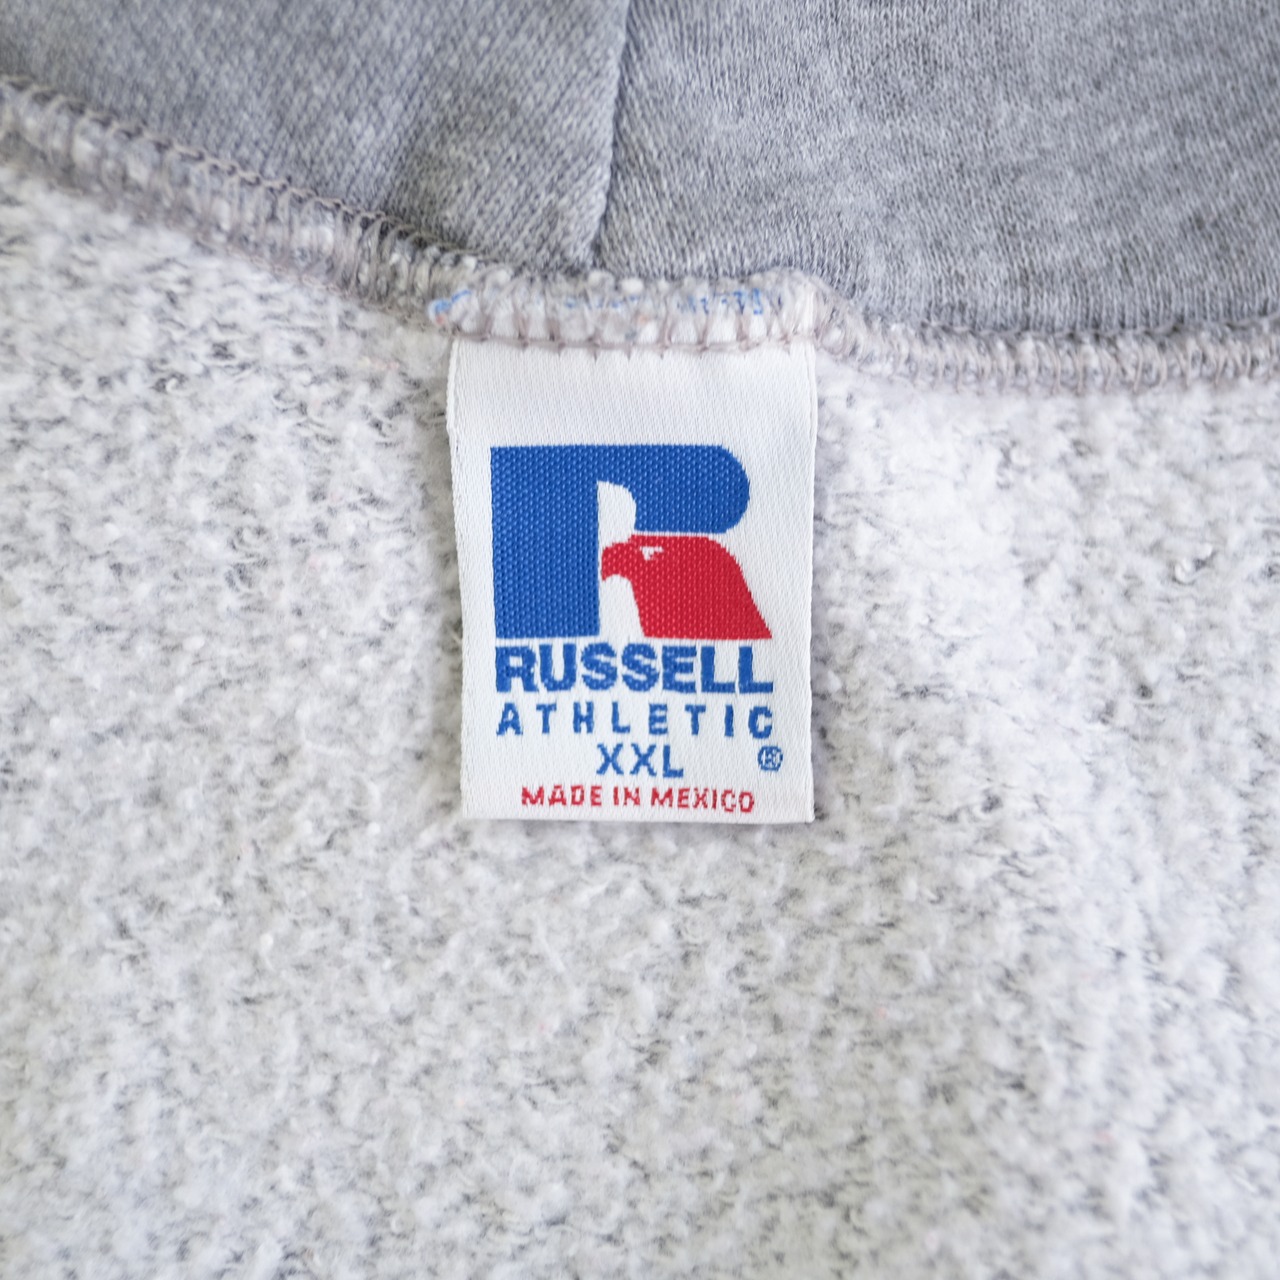 RUSSELL
ATHLETIC
XXL ®
MADE IN MEXICO